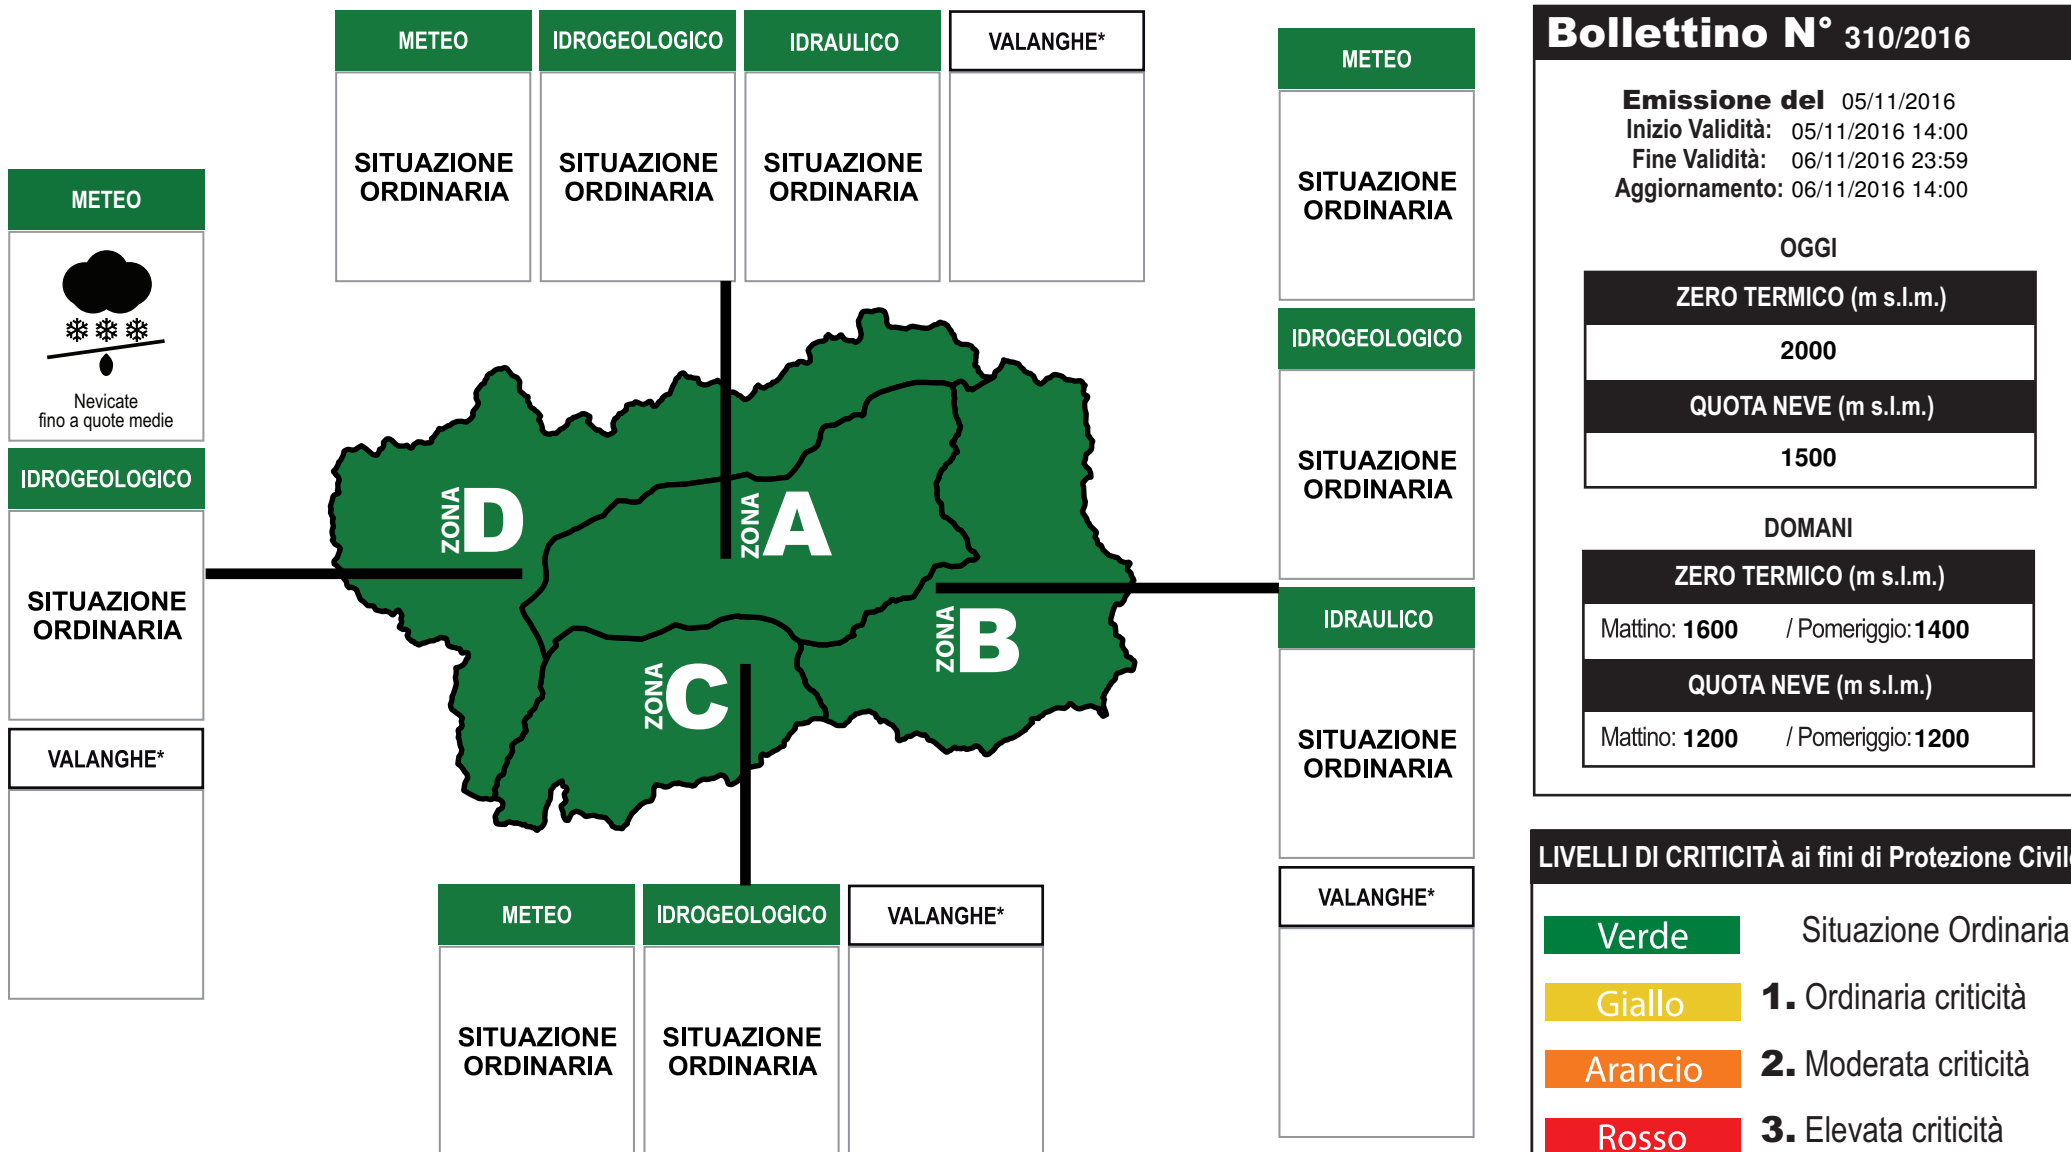 METEO
IDROGEOLOGICO
IDRAULICO
VALANGHE*
SITUAZIONE
ORDINARIA
SITUAZIONE
ORDINARIA
SITUAZIONE
ORDINARIA
METEO
Nevicate
fino a quote medie
IDROGEOLOGICO
SITUAZIONE
ORDINARIA
VALANGHE*
ZONA D
ZONA A
ZONA B
ZONA C
METEO
SITUAZIONE
ORDINARIA
IDROGEOLOGICO
SITUAZIONE
ORDINARIA
IDRAULICO
SITUAZIONE
ORDINARIA
VALANGHE*
METEO
IDROGEOLOGICO
VALANGHE*
SITUAZIONE
ORDINARIA
SITUAZIONE
ORDINARIA
Bollettino N° 310/2016
Emissione del 05/11/2016
Inizio Validità: 05/11/2016 14:00
Fine Validità: 06/11/2016 23:59
Aggiornamento: 06/11/2016 14:00
OGGI
ZERO TERMICO (m s.l.m.)
2000
QUOTA NEVE (m s.l.m.)
1500
DOMANI
ZERO TERMICO (m s.l.m.)
Mattino: 1600 / Pomeriggio: 1400
QUOTA NEVE (m s.l.m.)
Mattino: 1200 / Pomeriggio: 1200
LIVELLI DI CRITICITÀ ai fini di Protezione Civile
Verde Situazione Ordinaria
Giallo 1. Ordinaria criticità
Arancio 2. Moderata criticità
Rosso 3. Elevata criticità